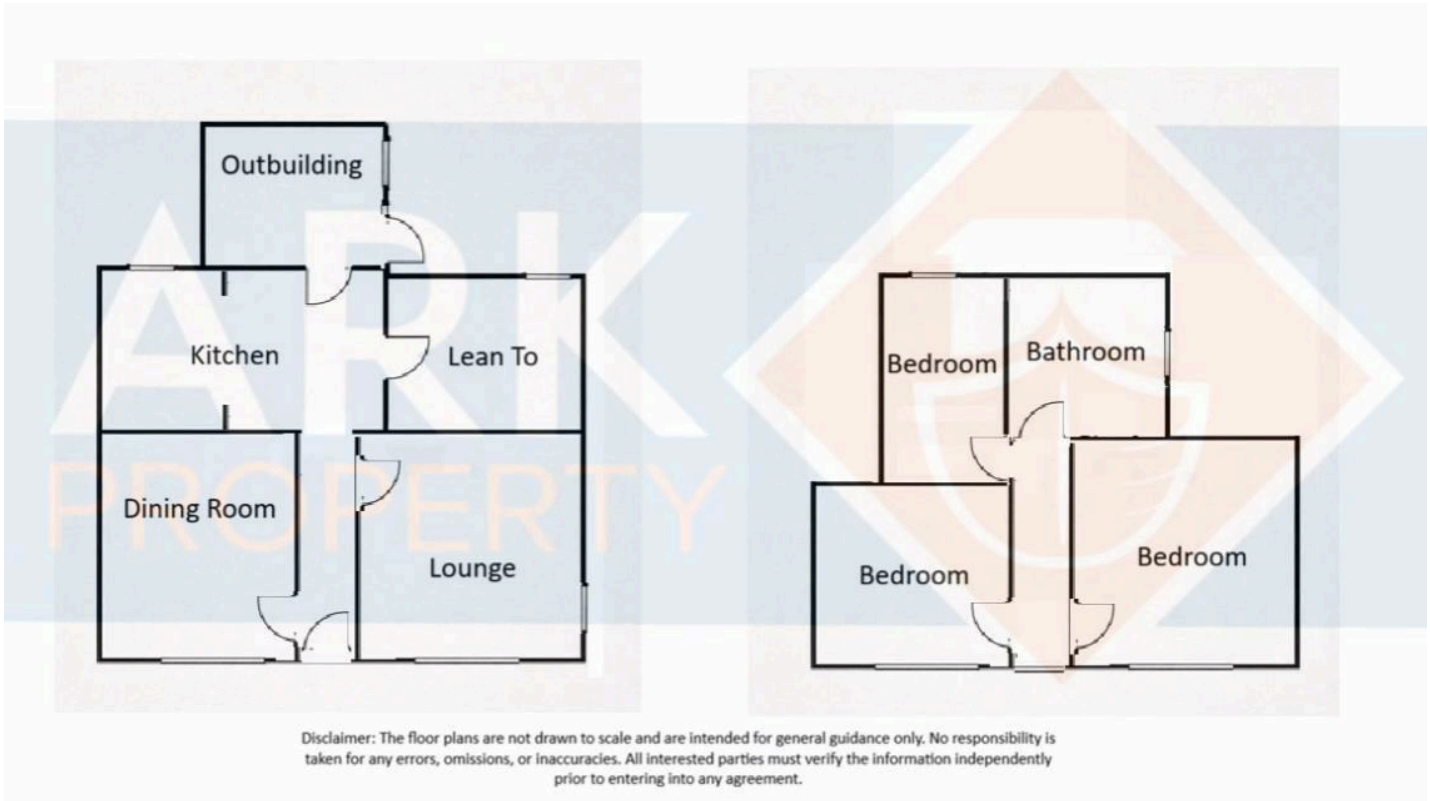 Outbuilding
Kitchen
Lean To
Dining Room
Lounge
Bedroom
Bathroom
Bedroom
Bedroom
ARK
PROPERTY
Disclaimer: The floor plans are not drawn to scale and are intended for general guidance only. No responsibility is
taken for any errors, omissions, or inaccuracies. All interested parties must verify the information independently
prior to entering into any agreement.